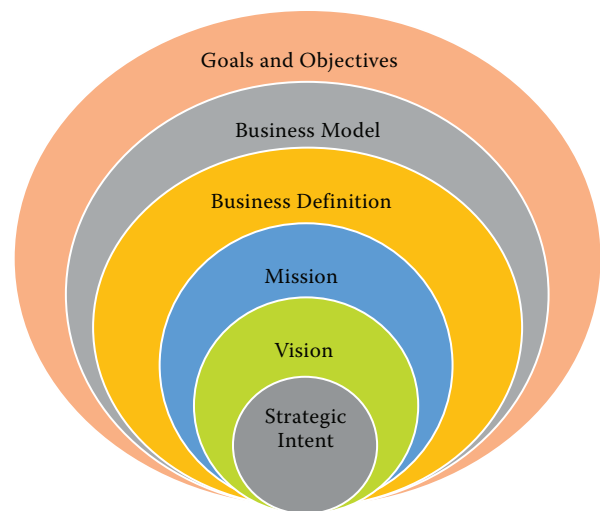 Goals and Objectives
Business Model
Business Definition
Mission
Vision
Strategic
Intent